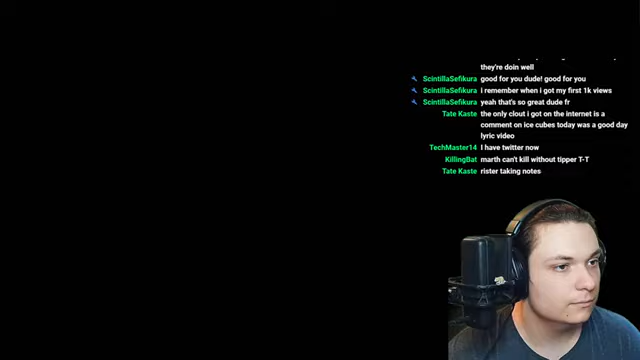 they're doin well
ScintillaSefikura good for you dude! good for you
ScintillaSefikura i remember when i got my first 1k views
ScintillaSefikura yeah that's so great dude fr
Tate Kaste the only clout i got on the internet is a
comment on ice cubes today was a good day
lyric video
TechMaster14 I have twitter now
KillingBat marth can't kill without tipper T-T
Tate Kaste rister taking notes